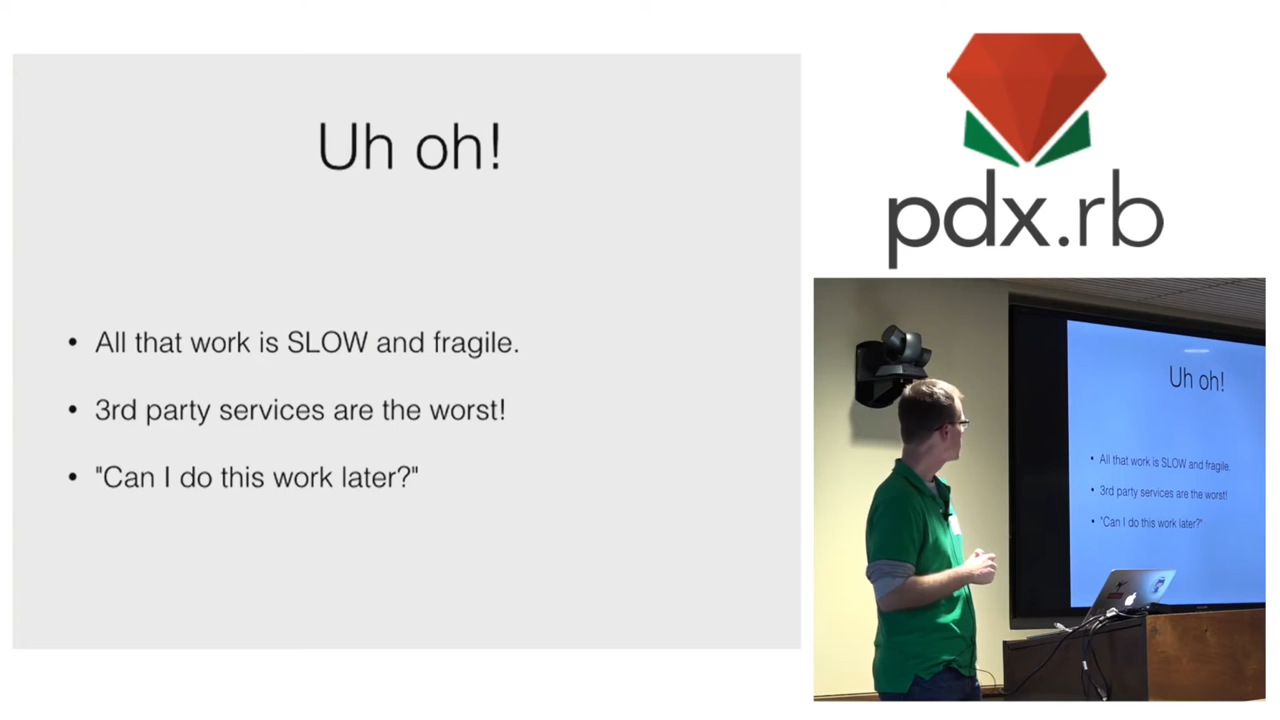 Uh oh!
• All that work is SLOW and fragile.
• 3rd party services are the worst!
• "Can I do this work later?"
pdx.rb
Uh oh!
• All that work is SLOW and fragile.
• 3rd party services are the worst!
• "Can I do this work later?"